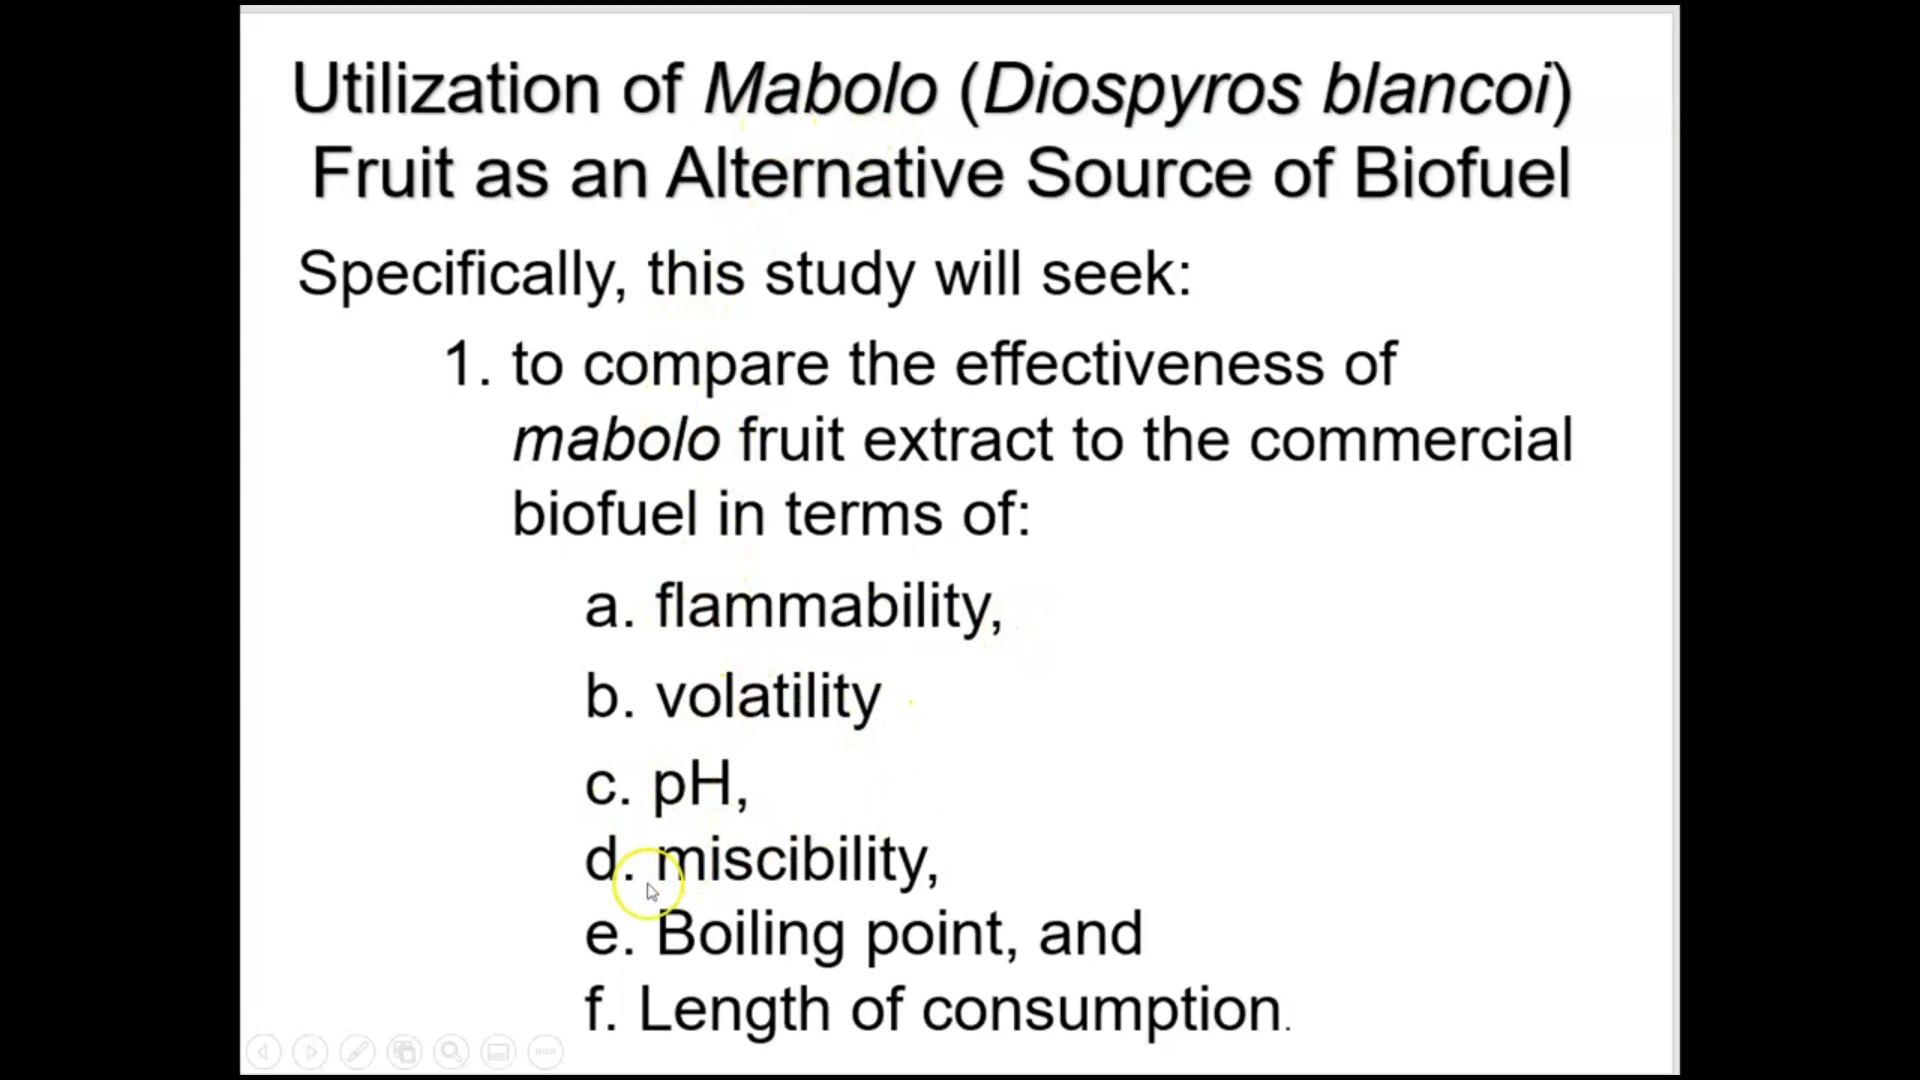 Utilization of Mabolo (Diospyros blancoi)
Fruit as an Alternative Source of Biofuel
Specifically, this study will seek:
1. to compare the effectiveness of
mabolo fruit extract to the commercial
biofuel in terms of:
a. flammability,
b. volatility
c. pH,
d. miscibility,
e. Boiling point, and
f. Length of consumption.